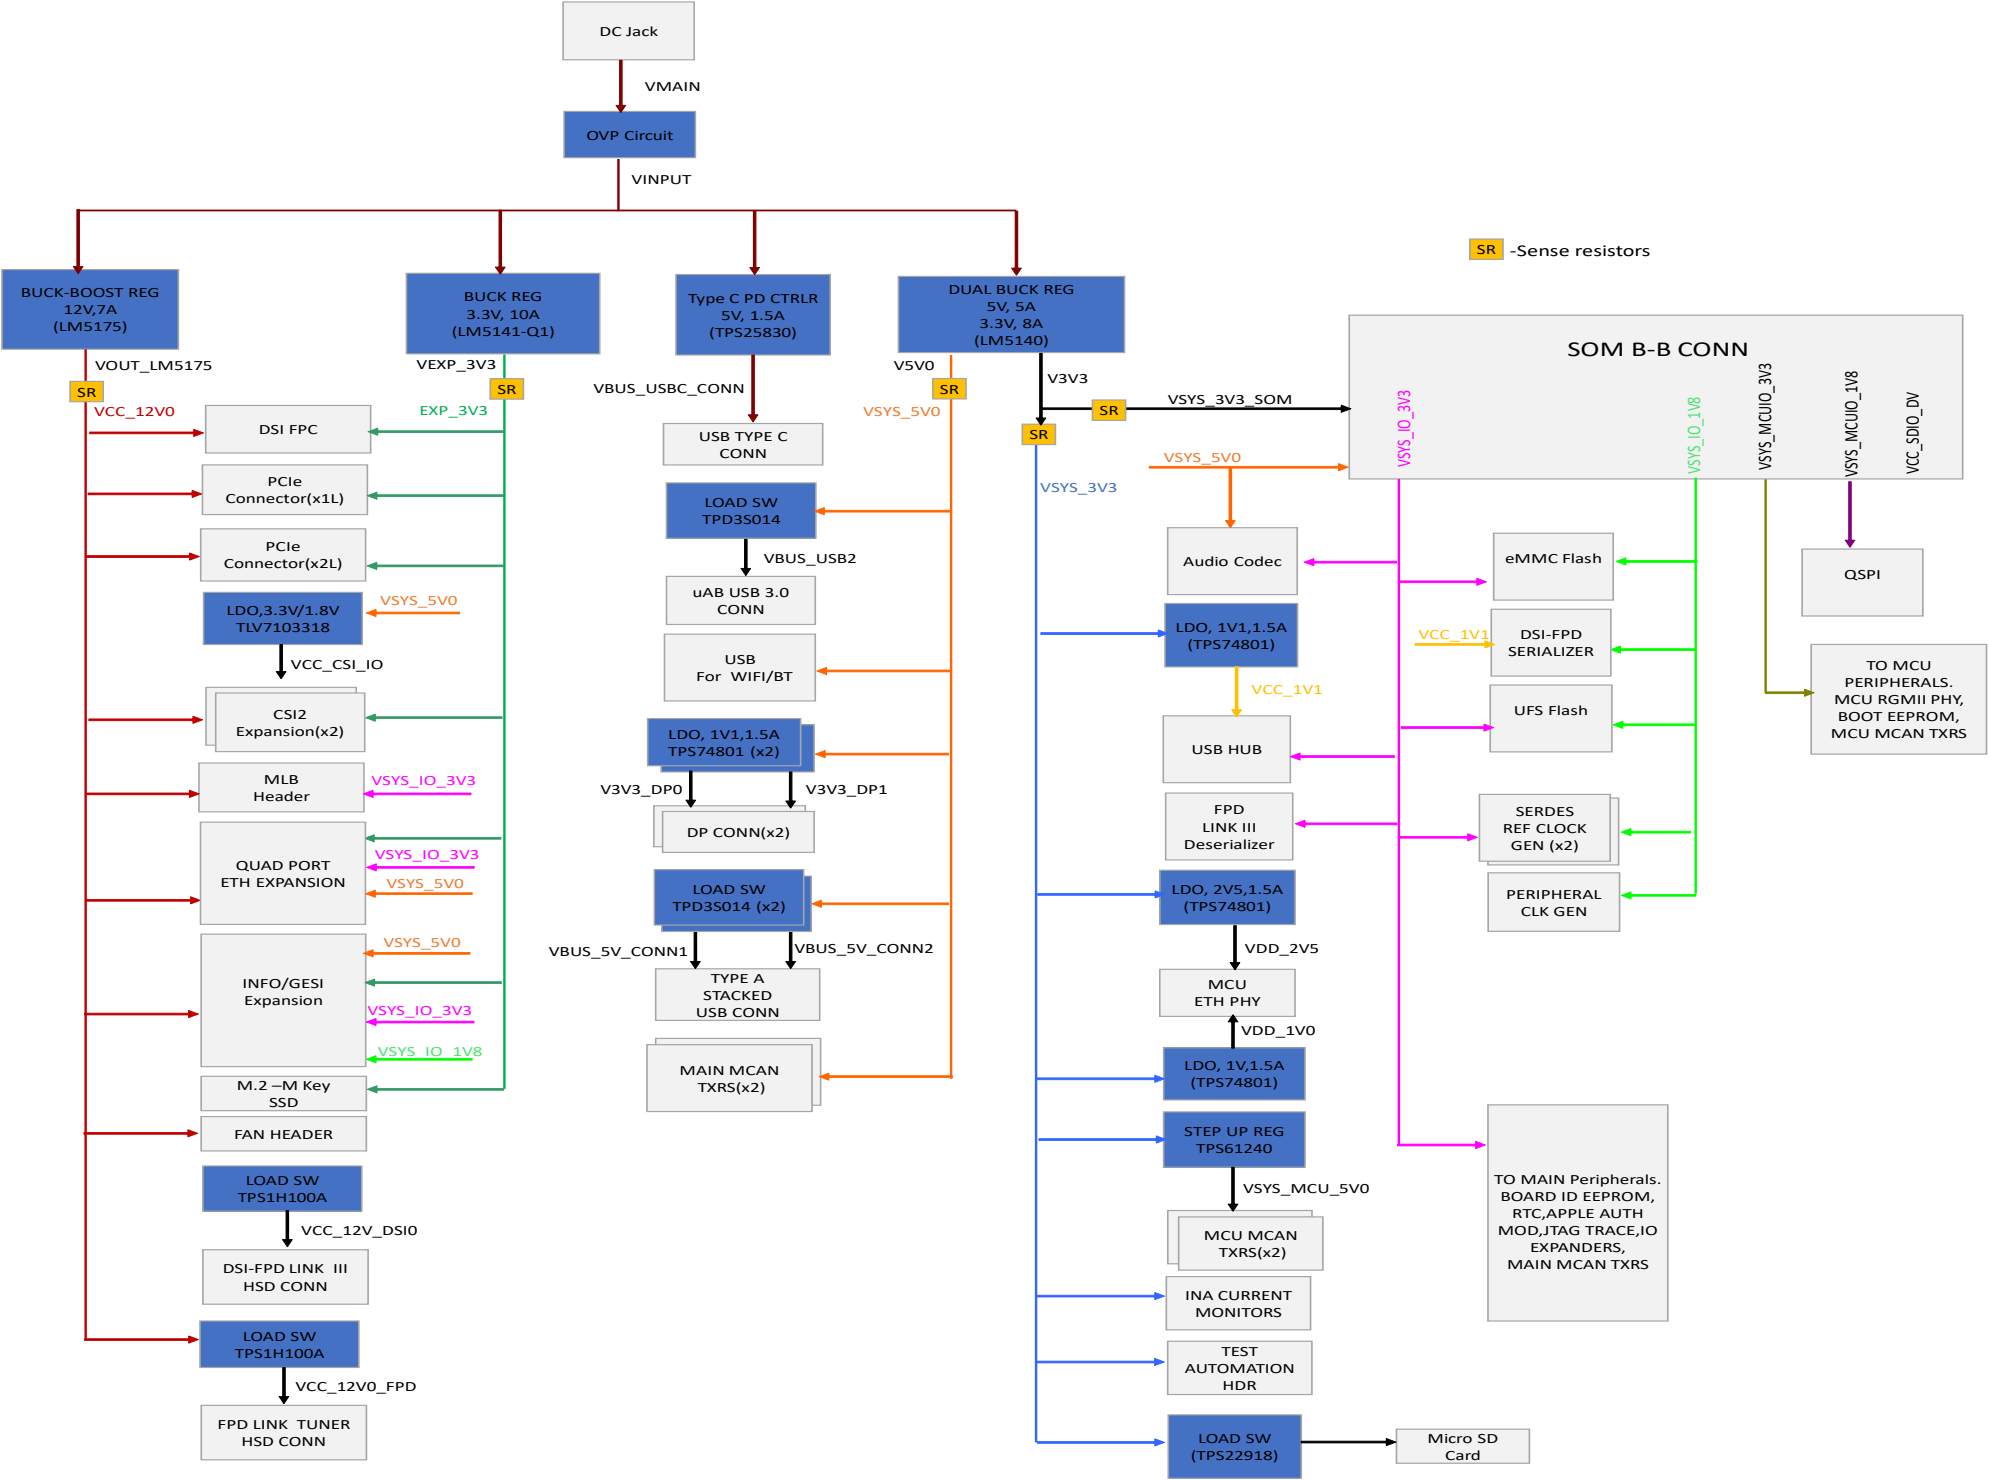 DC Jack
VMAIN
OVP Circuit
VINPUT
SR
-Sense resistors
BUCK-BOOST REG
12V,7A
(LM5175)
VOUT_LM5175
SR
VCC_12V0
BUCK REG
3.3V, 10A
(LM5141-Q1)
VEXP_3V3
SR
EXP_3V3
DSI FPC
PCIe
Connector(x1L)
PCIe
Connector(x2L)
LDO,3.3V/1.8V
TLV7103318
VSYS_5V0
VCC_CSI_IO
CSI2
Expansion(x2)
MLB
Header
VSYS_IO_3V3
QUAD PORT
ETH EXPANSION
VSYS_IO_3V3
VSYS_5V0
INFO/GESI
Expansion
VSYS_5V0
VSYS_IO_3V3
VSYS_IO_1V8
M.2 –M Key
SSD
FAN HEADER
LOAD SW
TPS1H100A
VCC_12V_DSI0
DSI-FPD LINK III
HSD CONN
LOAD SW
TPS1H100A
VCC_12V0_FPD
FPD LINK TUNER
HSD CONN
Type C PD CTRLR
5V, 1.5A
(TPS25830)
VBUS_USBC_CONN
USB TYPE C
CONN
LOAD SW
TPD3S014
VBUS_USB2
uAB USB 3.0
CONN
USB
For WIFI/BT
LDO, 1V1,1.5A
TPS74801 (x2)
V3V3_DP0
V3V3_DP1
DP CONN(x2)
LOAD SW
TPD3S014 (x2)
VBUS_5V_CONN1
VBUS_5V_CONN2
TYPE A
STACKED
USB CONN
MAIN MCAN
TXRS(x2)
DUAL BUCK REG
5V, 5A
3.3V, 8A
(LM5140)
V5V0
SR
VSYS_5V0
V3V3
SR
VSYS_3V3_SOM
SR
VSYS_3V3
VSYS_5V0
Audio Codec
LDO, 1V1,1.5A
(TPS74801)
VCC_1V1
USB HUB
FPD
LINK III
Deserializer
LDO, 2V5,1.5A
(TPS74801)
VDD_2V5
MCU
ETH PHY
VDD_1V0
LDO, 1V,1.5A
(TPS74801)
STEP UP REG
TPS61240
VSYS_MCU_5V0
MCU MCAN
TXRS(x2)
INA CURRENT
MONITORS
TEST
AUTOMATION
HDR
LOAD SW
(TPS22918)
Micro SD
Card
SOM B-B CONN
VSYS_IO_3V3
VSYS_IO_1V8
VSYS_MCUIO_3V3
VSYS_MCUIO_1V8
VCC_SDIO_DV
eMMC Flash
VCC_1V1
DSI-FPD
SERIALIZER
UFS Flash
SERDES
REF CLOCK
GEN (x2)
PERIPHERAL
CLK GEN
QSPI
TO MCU
PERIPHERALS.
MCU RGMII PHY,
BOOT EEPROM,
MCU MCAN TXRS
TO MAIN Peripherals.
BOARD ID EEPROM,
RTC,APPLE AUTH
MOD,JTAG TRACE,IO
EXPANDERS,
MAIN MCAN TXRS